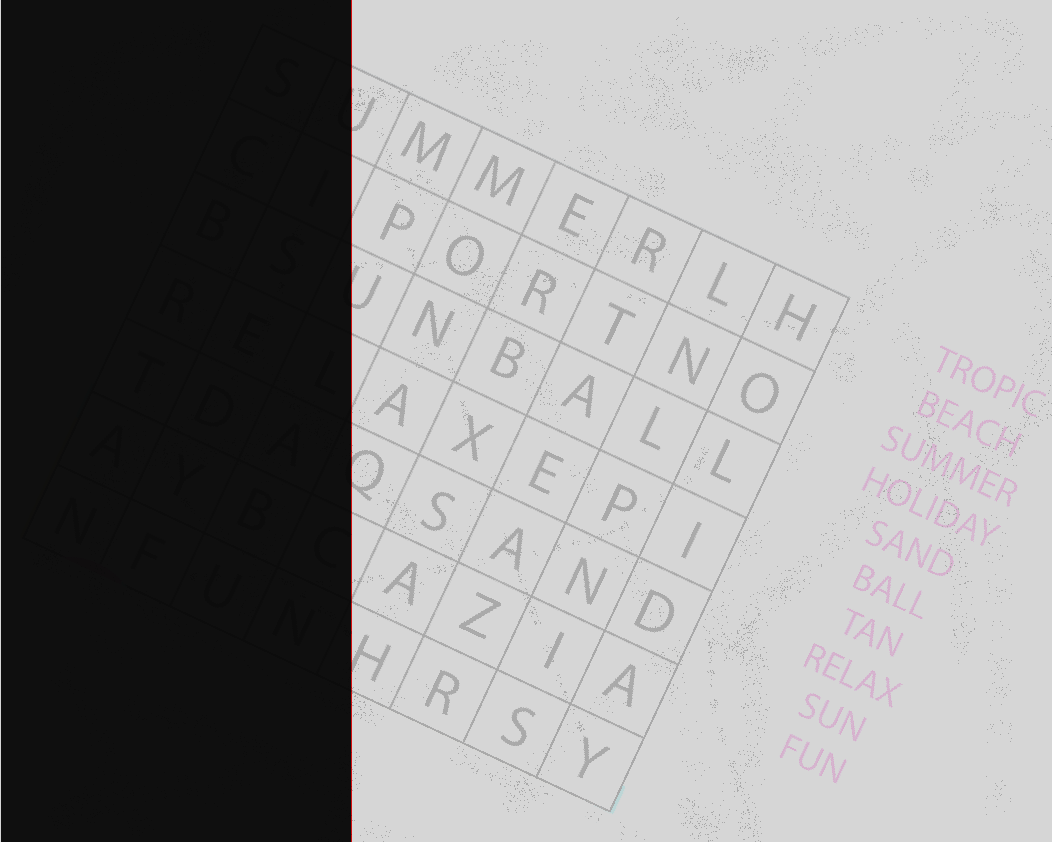 S U M M E R L H
C I P O R T N O
B S U N B A L L
R E L A X E P I
T D A Q S A N D
A Y B C A Z I A
N F U N H R S Y
TROPIC
BEACH
SUMMER
HOLIDAY
SAND
BALL
TAN
RELAX
SUN
FUN